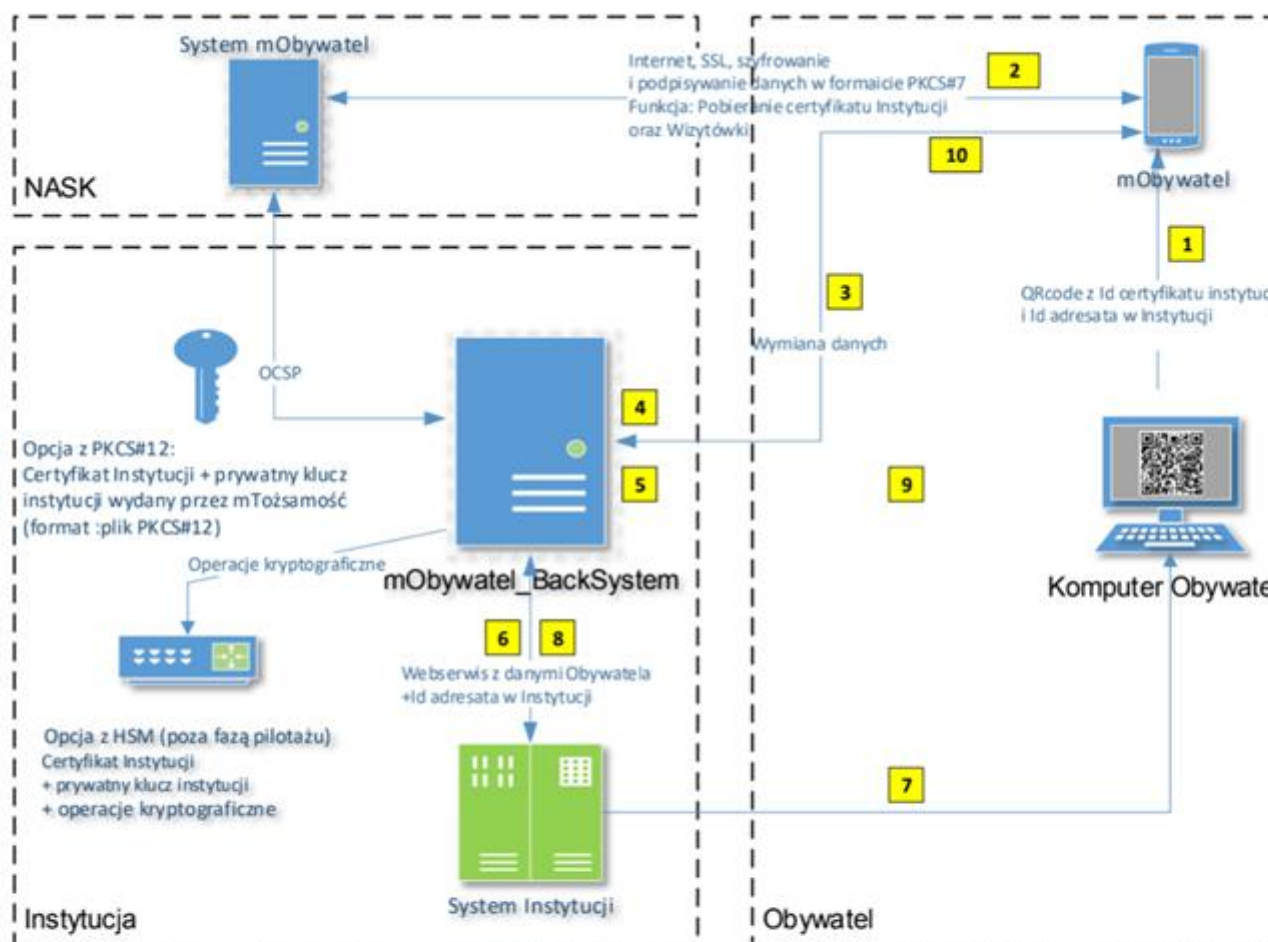 System mObywatel
NASK
Internet, SSL, szyfrowanie
i podpisywanie danych w formaicie PKCS#7
Funkcja: Pobieranie certyfikatu Instytucji
oraz Wizytówki
2
10
mObywatel
1
QRcode z Id certyfikatu instytuc
i Id adresata w Instytucji
3
Wymiana danych
OCSP
4
5
9
Opcja z PKCS#12:
Certyfikat Instytucji + prywatny klucz
instytucji wydany przez mTożsamość
(format :plik PKCS#12)
Operacje kryptograficzne
mObywatel_BackSystem
Komputer Obywate
6
8
Webserwis z danymi Obywatela
+Id adresata w Instytucji
Opcja z HSM (poza fazą pilotażu)
Certyfikat Instytucji
+ prywatny klucz instytucji
+ operacje kryptograficzne
7
System Instytucji
Instytucja
Obywatel